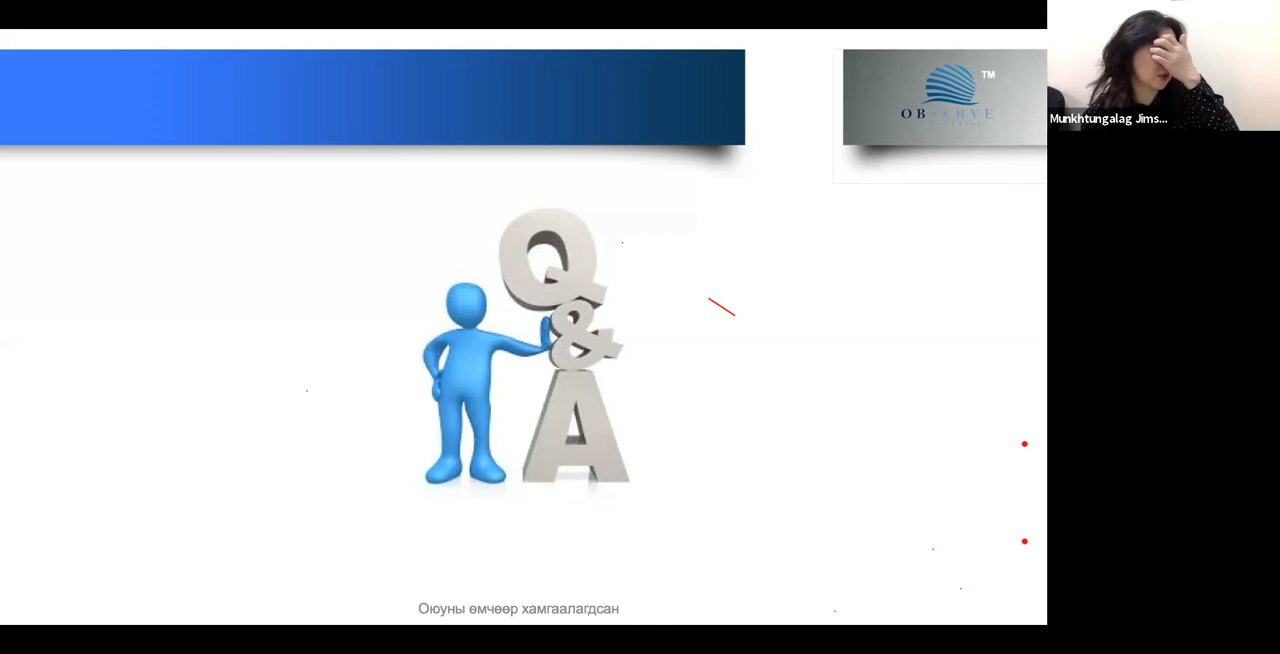 TM
OBSERVE
Munkhtungalag Jims...
Q
&
A
Оюуны өмчөөр хамгаалагдсан